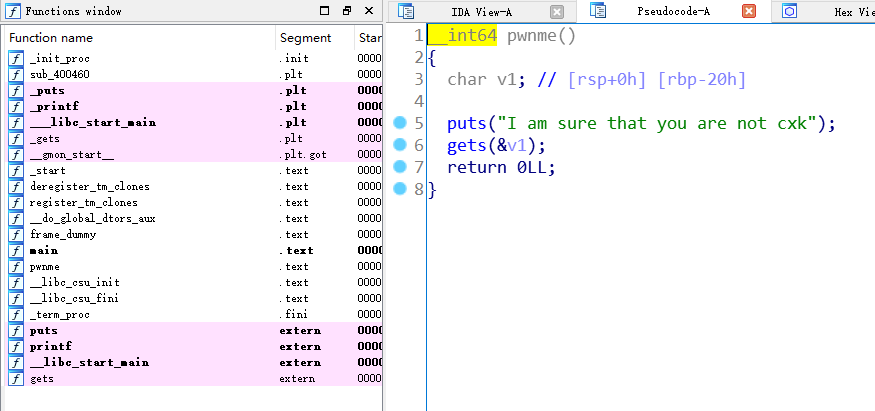 Functions window
Function name Segment Star
f _init_proc .init 0000
f sub_400460 .plt 0000
f _puts .plt 0000
f _printf .plt 0000
f ___libc_start_main .plt 0000
f _gets .plt 0000
f __gmon_start__ .plt.got 0000
f _start .text 0000
f deregister_tm_clones .text 0000
f register_tm_clones .text 0000
f __do_global_dtors_aux .text 0000
f frame_dummy .text 0000
f main .text 0000
f pwnme .text 0000
f __libc_csu_init .text 0000
f __libc_csu_fini .text 0000
f _term_proc .fini 0000
f puts extern 0000
f printf extern 0000
f __libc_start_main extern 0000
f gets extern 0000
IDA View-A Pseudocode-A Hex Vie
1 __int64 pwnme()
2 {
3 char v1; // [rsp+0h] [rbp-20h]
4
5 puts("I am sure that you are not cxk");
6 gets(&v1);
7 return 0LL;
8 }